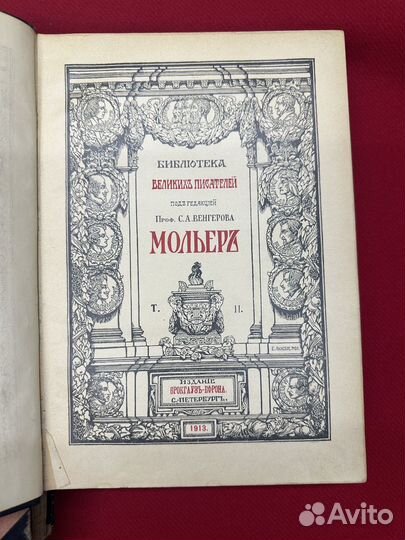 БИБЛІОТЕКА
ВЕЛИКИХЪ ПИСАТЕЛЕЙ
ПОДЪ РЕДАКЦІЕЙ
ПРОФ. С.А.ВЕНГЕРОВА
МОЛЬЕРЪ
Т. II.
ИЗДАНІЕ
БРОКГАУЗЪ-ЕФРОНА.
С.-ПЕТЕРБУРГЪ.
1913.
Avito